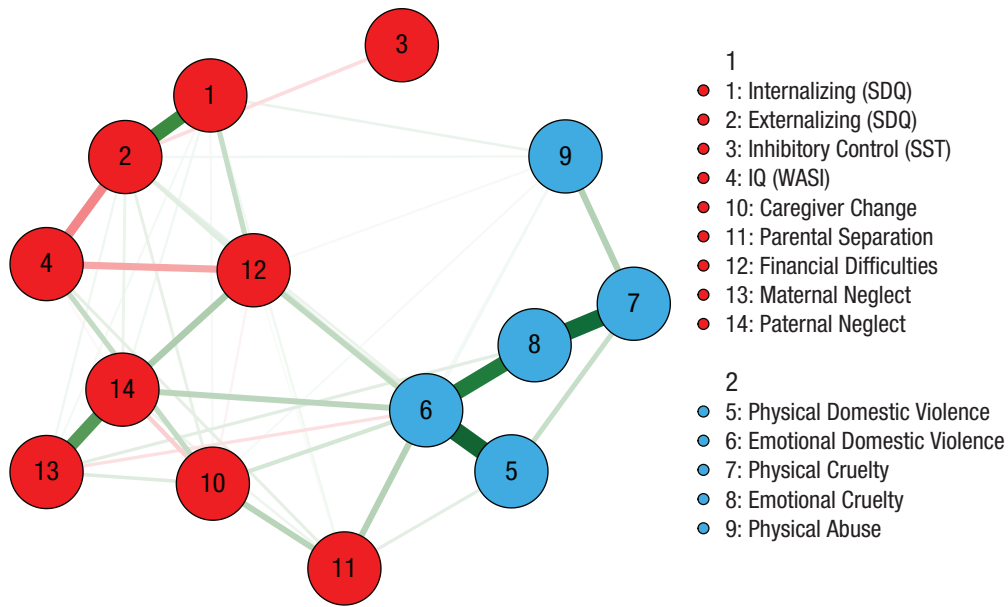 3
1
2
9
4
12
7
8
14
6
13
10
5
11
1
1: Internalizing (SDQ)
2: Externalizing (SDQ)
3: Inhibitory Control (SST)
4: IQ (WASI)
10: Caregiver Change
11: Parental Separation
12: Financial Difficulties
13: Maternal Neglect
14: Paternal Neglect
2
5: Physical Domestic Violence
6: Emotional Domestic Violence
7: Physical Cruelty
8: Emotional Cruelty
9: Physical Abuse